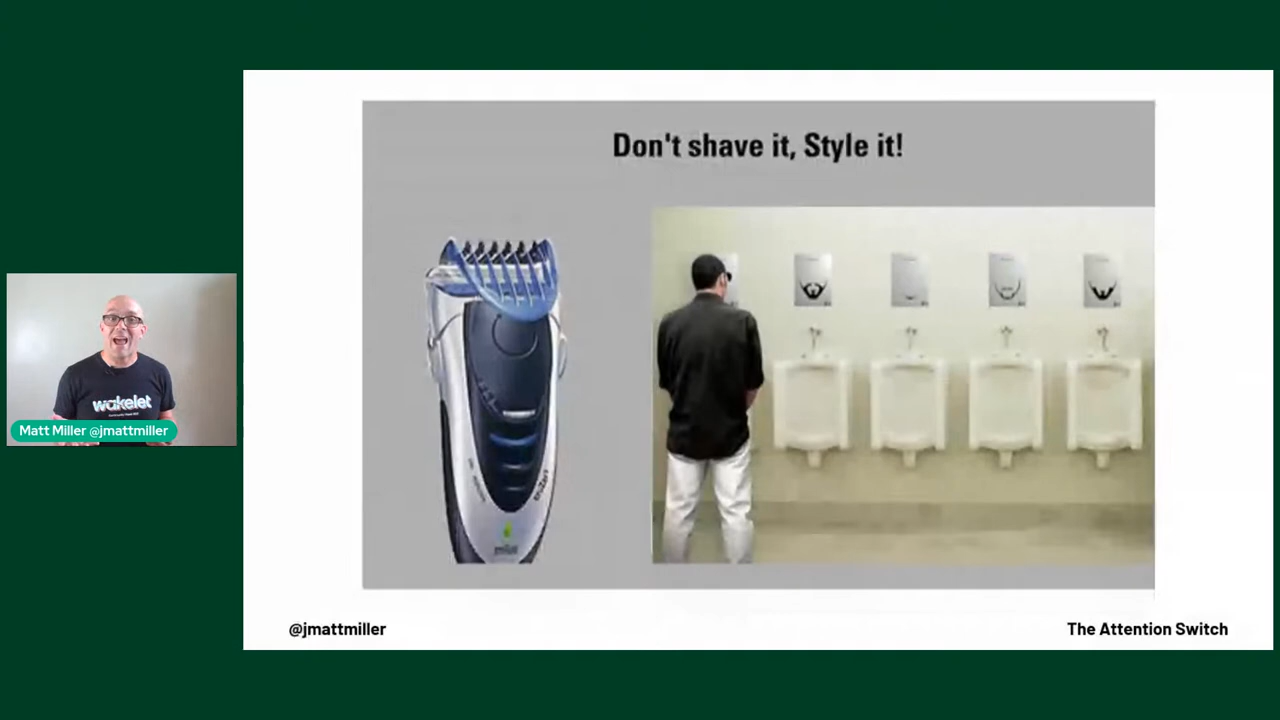 Don't shave it, Style it!
wakelet
Matt Miller @jmattmiller
@jmattmiller
The Attention Switch